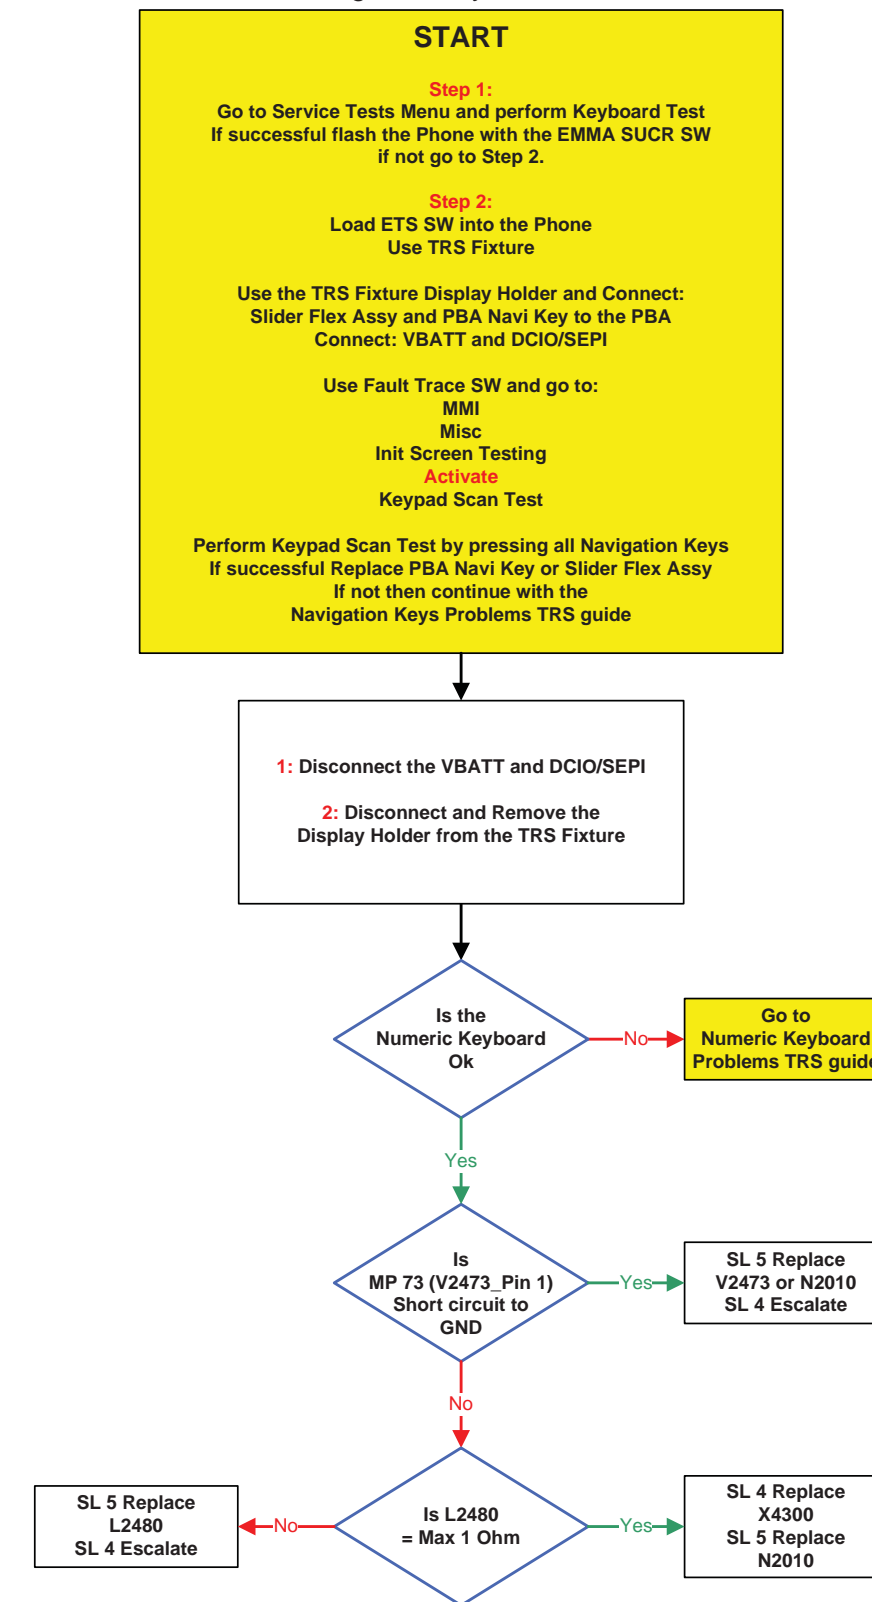 START
Step 1:
Go to Service Tests Menu and perform Keyboard Test
If successful flash the Phone with the EMMA SUCR SW
if not go to Step 2.
Step 2:
Load ETS SW into the Phone
Use TRS Fixture
Use the TRS Fixture Display Holder and Connect:
Slider Flex Assy and PBA Navi Key to the PBA
Connect: VBATT and DCIO/SEPI
Use Fault Trace SW and go to:
MMI
Misc
Init Screen Testing
Activate
Keypad Scan Test
Perform Keypad Scan Test by pressing all Navigation Keys
If successful Replace PBA Navi Key or Slider Flex Assy
If not then continue with the
Navigation Keys Problems TRS guide
1: Disconnect the VBATT and DCIO/SEPI
2: Disconnect and Remove the
Display Holder from the TRS Fixture
Is the
Numeric Keyboard
Ok
No
Go to
Numeric Keyboard
Problems TRS guide
Yes
Is
MP 73 (V2473_Pin 1)
Short circuit to
GND
Yes
SL 5 Replace
V2473 or N2010
SL 4 Escalate
No
SL 5 Replace
L2480
SL 4 Escalate
No
Is L2480
= Max 1 Ohm
Yes
SL 4 Replace
X4300
SL 5 Replace
N2010